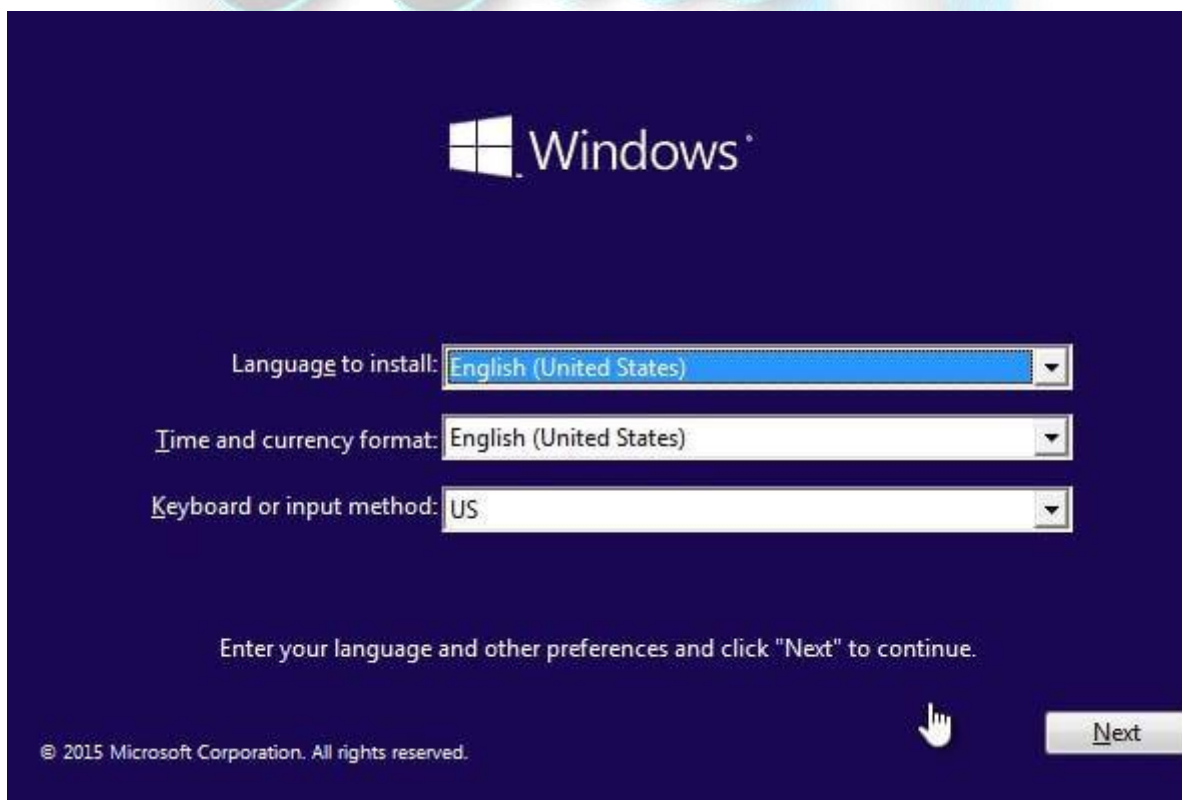 Windows
Language to install: English (United States)
Time and currency format: English (United States)
Keyboard or input method: US
Enter your language and other preferences and click "Next" to continue.
Next
© 2015 Microsoft Corporation. All rights reserved.